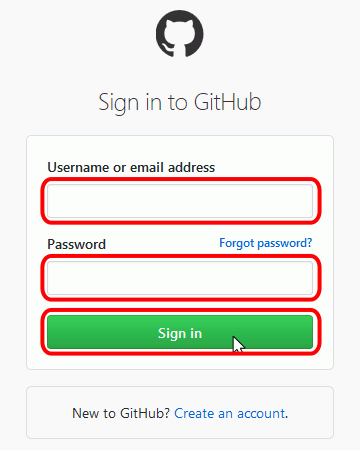 Sign in to GitHub
Username or email address
Password Forgot password?
Sign in
New to GitHub? Create an account.